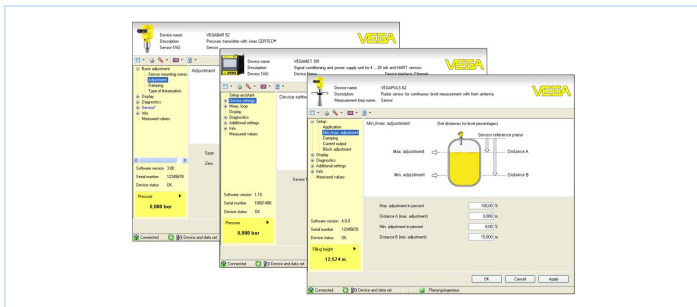 Device name: VEGABAR 52
Description: Pressure transmitter with inner CERTEC®
Sensor-TAG: Sensor
VEGA
Basic adjustment
Sensor mounting correc
Adjustment
Damping
Type of linearisation
Display
Diagnostics
Service
Info
Measured values
Adjustment
Span
Zero
Software version 3.80
Serial number 12345678
Device status OK
Pressure
0,000 bar
Connected
Device and data set
Device name: VEGAMET 391
Description: Signal conditioning and power supply unit for 4 .. 20 mA and HART sensors
Device TAG: Device Name
Device interface: Ethernet
VEGA
Setup assistant
Device settings
Meas. loop
Display
Diagnostics
Additional settings
Info
Measured values
Device settin
Device t
Software version 1.10
Serial number 10001400
Device status OK
Pressure
0,000 bar
Connected
Device and data set
Device name: VEGAPULS 62
Description: Radar sensor for continuous level measurement with horn antenna
Measurement loop name: Sensor
VEGA
Setup
Application
Min./max. adjustment
Damping
Current output
Block adjustment
Display
Diagnostics
Additional settings
Info
Measured values
Min./max. adjustment (Set distances for level percentages)
Sensor reference plane
Max. adjustment
Distance A
Min. adjustment
Distance B
Max. adjustment in percent 100,00 %
Distance A (max. adjustment) 0,000 m
Min. adjustment in percent 0,00 %
Distance B (min. adjustment) 15,000 m
Software version 4.0.0
Serial number 12345678
Device status OK
Filling height
12,574 m
OK Cancel Apply
Connected
Device and data set
Planungsingenieur